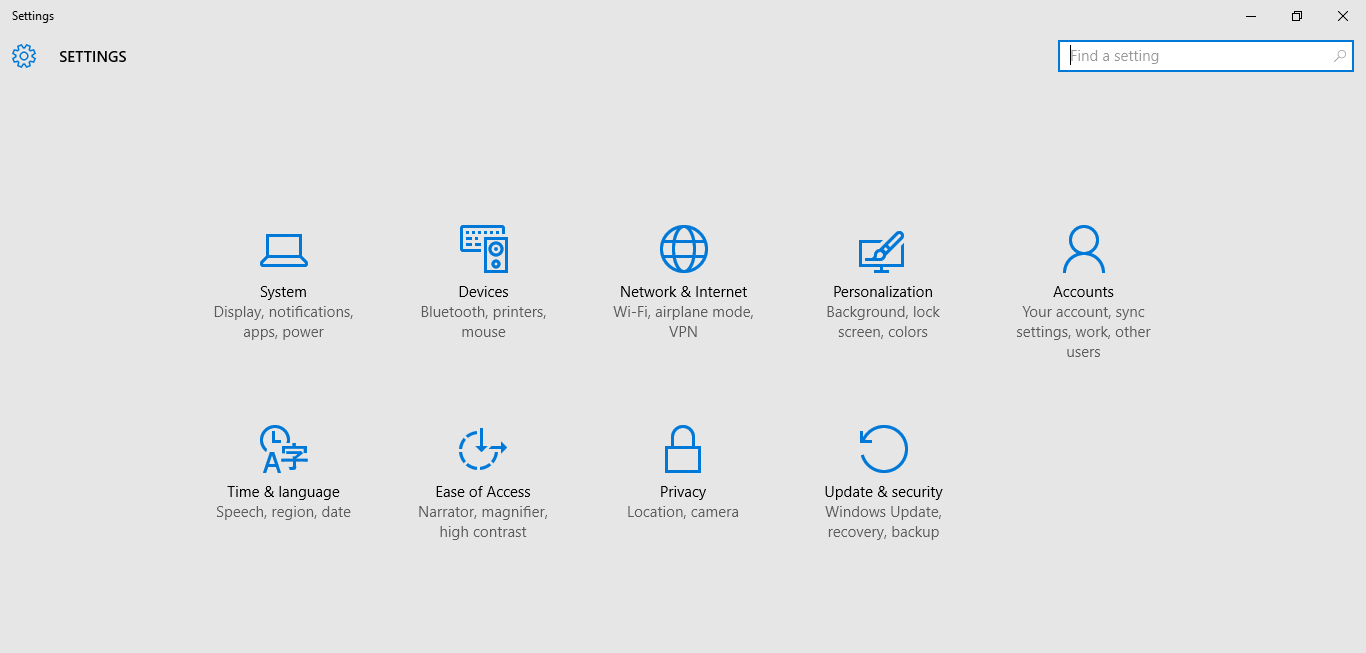 Settings
SETTINGS
Find a setting
System
Display, notifications,
apps, power
Devices
Bluetooth, printers,
mouse
Network & Internet
Wi-Fi, airplane mode,
VPN
Personalization
Background, lock
screen, colors
Accounts
Your account, sync
settings, work, other
users
A字
Time & language
Speech, region, date
Ease of Access
Narrator, magnifier,
high contrast
Privacy
Location, camera
Update & security
Windows Update,
recovery, backup